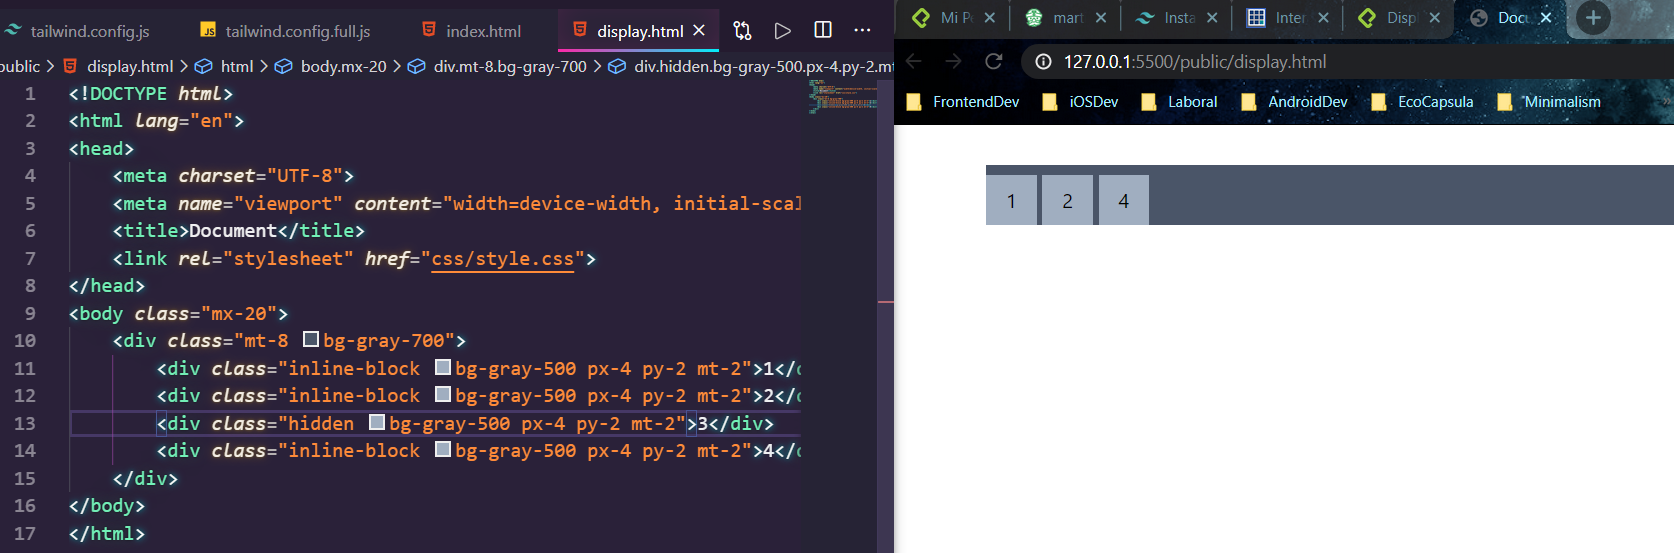 tailwind.config.js
JS tailwind.config.full.js
index.html
display.html
public > display.html > html > body.mx-20 > div.mt-8.bg-gray-700 > div.hidden.bg-gray-500.px-4.py-2.mt
1 <!DOCTYPE html>
2 <html lang="en">
3 <head>
4 <meta charset="UTF-8">
5 <meta name="viewport" content="width=device-width, initial-scal
6 <title>Document</title>
7 <link rel="stylesheet" href="css/style.css">
8 </head>
9 <body class="mx-20">
10 <div class="mt-8 bg-gray-700">
11 <div class="inline-block bg-gray-500 px-4 py-2 mt-2">1</d
12 <div class="inline-block bg-gray-500 px-4 py-2 mt-2">2</d
13 <div class="hidden bg-gray-500 px-4 py-2 mt-2">3</div>
14 <div class="inline-block bg-gray-500 px-4 py-2 mt-2">4</d
15 </div>
16 </body>
17 </html>
Mi P
mart
Insta
Inter
Displ
Docu
127.0.0.1:5500/public/display.html
FrontendDev
iOSDev
Laboral
AndroidDev
EcoCapsula
Minimalism
1 2 4